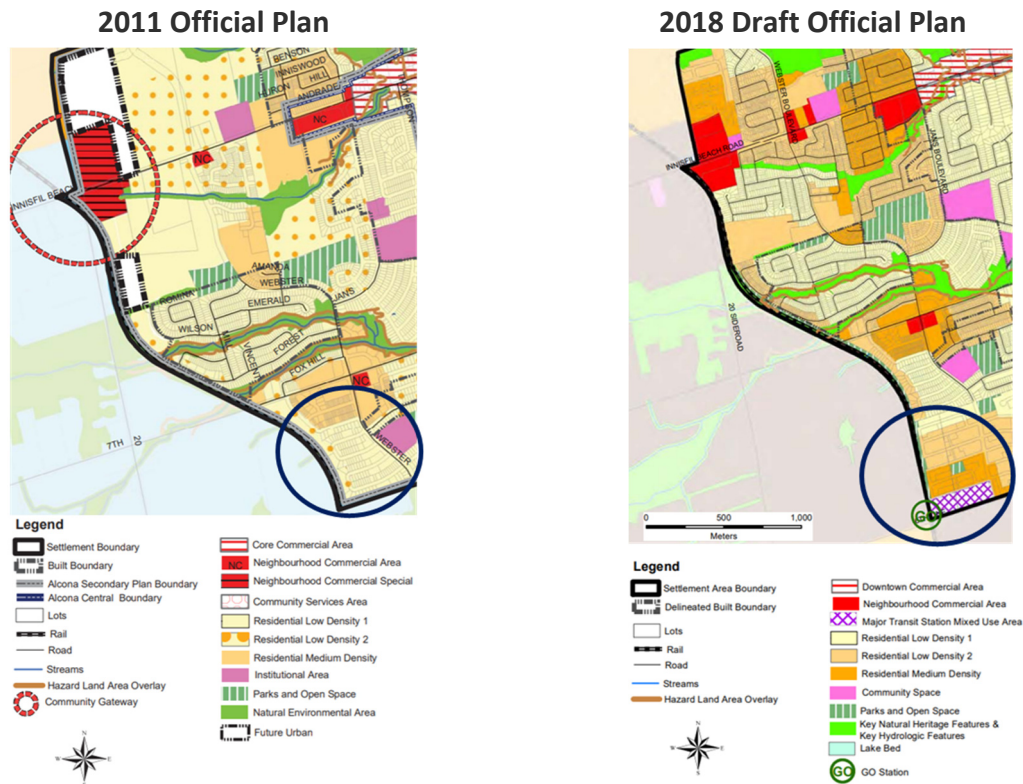 2011 Official Plan
BENSON
INNISWOOD
HILL
HURON
ANDRADE
THOMPSON
NC
NC
INNISFIL BEACH
AMANDA
WEBSTER
ROMINA
EMERALD
JANS
WILSON
MILL
VINCENT
FOREST
FOX HILL
NC
WEBSTER
7TH
20
Legend
Settlement Boundary
Built Boundary
Alcona Secondary Plan Boundary
Alcona Central Boundary
Lots
Rail
Road
Streams
Hazard Land Area Overlay
Community Gateway
Core Commercial Area
NC Neighbourhood Commercial Area
Neighbourhood Commercial Special
Community Services Area
Residential Low Density 1
Residential Low Density 2
Residential Medium Density
Institutional Area
Parks and Open Space
Natural Environmental Area
Future Urban
N
W E
S
2018 Draft Official Plan
WEBSTER BOULEVARD
INNISFIL BEACH ROAD
JANS BOULEVARD
20 SIDEROAD
GO
0 500 1,000
Meters
Legend
Settlement Area Boundary
Delineated Built Boundary
Lots
Rail
Road
Streams
Hazard Land Area Overlay
Downtown Commercial Area
Neighbourhood Commercial Area
Major Transit Station Mixed Use Area
Residential Low Density 1
Residential Low Density 2
Residential Medium Density
Community Space
Parks and Open Space
Key Natural Heritage Features &
Key Hydrologic Features
Lake Bed
GO GO Station
N
W E
S